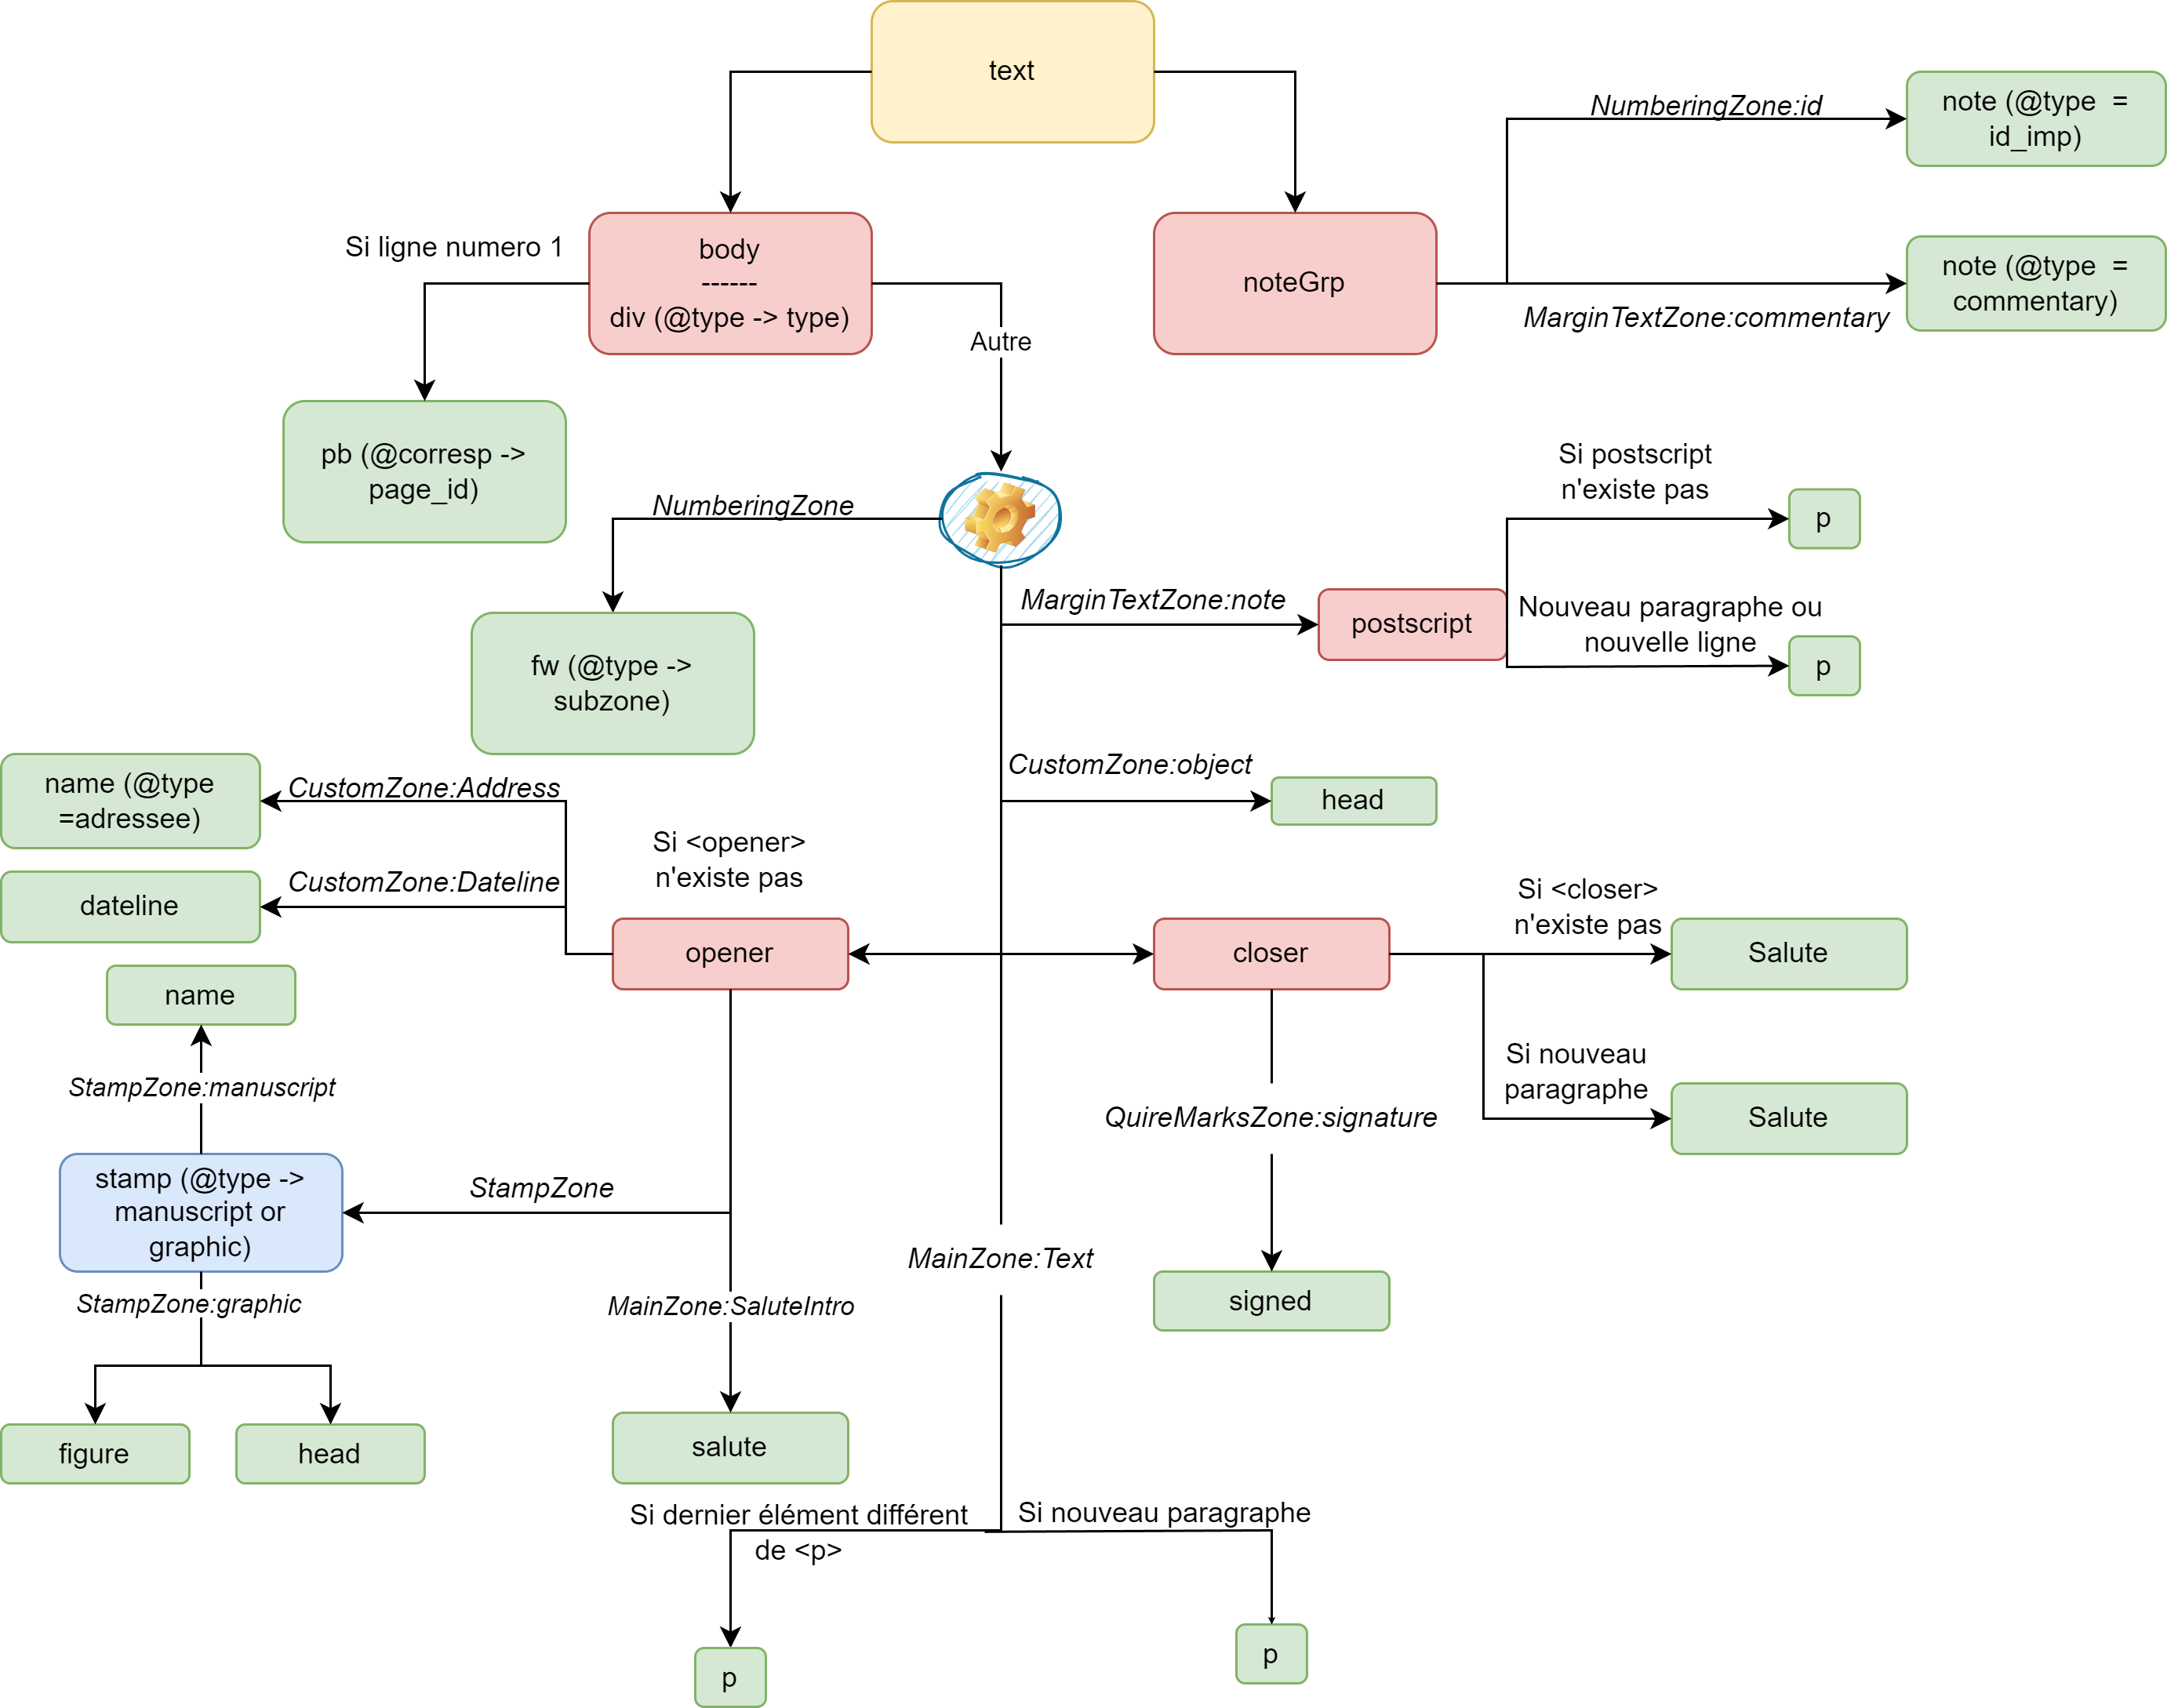 text
NumberingZone:id
note (@type  =
id_imp)
Si ligne numero 1
body
------
div (@type -> type)
noteGrp
note (@type  =
commentary)
MarginTextZone:commentary
Autre
pb (@corresp ->
page_id)
Si postscript
n'existe pas
NumberingZone
p
MarginTextZone:note
postscript
Nouveau paragraphe ou
nouvelle ligne
p
fw (@type ->
subzone)
CustomZone:object
head
name (@type
=adressee)
CustomZone:Address
Si <opener>
n'existe pas
CustomZone:Dateline
dateline
Si <closer>
n'existe pas
opener
closer
Salute
name
Si nouveau
paragraphe
Salute
StampZone:manuscript
QuireMarksZone:signature
stamp (@type ->
manuscript or
graphic)
StampZone
MainZone:Text
StampZone:graphic
MainZone:SaluteIntro
signed
figure
head
salute
Si dernier élément différent
de <p>
Si nouveau paragraphe
p
p